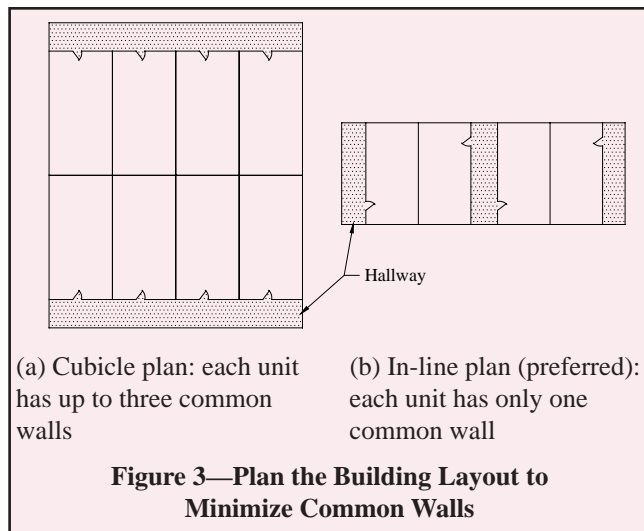 Hallway
(a) Cubicle plan: each unit
has up to three common
walls
(b) In-line plan (preferred):
each unit has only one
common wall
Figure 3—Plan the Building Layout to
Minimize Common Walls